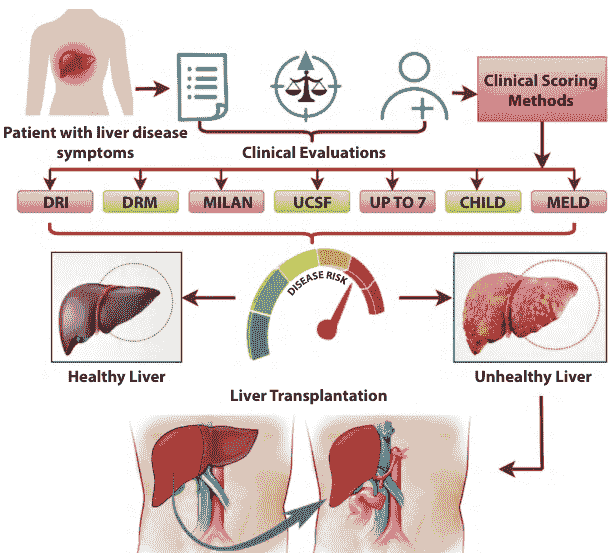 Patient with liver disease
symptoms
Clinical Evaluations
Clinical Scoring
Methods
DRI
DRM
MILAN
UCSF
UP TO 7
CHILD
MELD
DISEASE RISK
Healthy Liver
Unhealthy Liver
Liver Transplantation